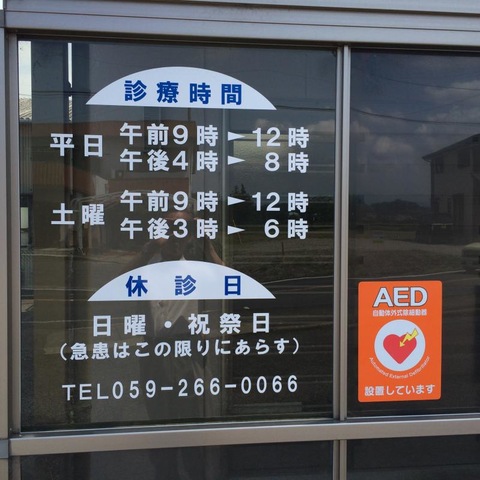 診療時間
平日 午前9時▶12時
午後4時▶8時
土曜 午前9時▶12時
午後3時▶6時
休診日
日曜・祝祭日
(急患はこの限りにあらず)
TEL059-266-0066
AED
自動体外式除細動器
Automated External Defibrillator
設置しています